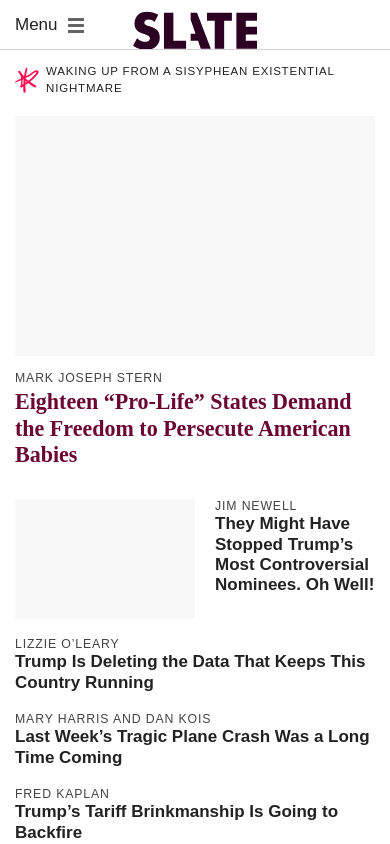 Menu
SLATE
WAKING UP FROM A SISYPHEAN EXISTENTIAL
NIGHTMARE
MARK JOSEPH STERN
Eighteen “Pro-Life” States Demand
the Freedom to Persecute American
Babies
JIM NEWELL
They Might Have
Stopped Trump’s
Most Controversial
Nominees. Oh Well!
LIZZIE O’LEARY
Trump Is Deleting the Data That Keeps This
Country Running
MARY HARRIS AND DAN KOIS
Last Week’s Tragic Plane Crash Was a Long
Time Coming
FRED KAPLAN
Trump’s Tariff Brinkmanship Is Going to
Backfire